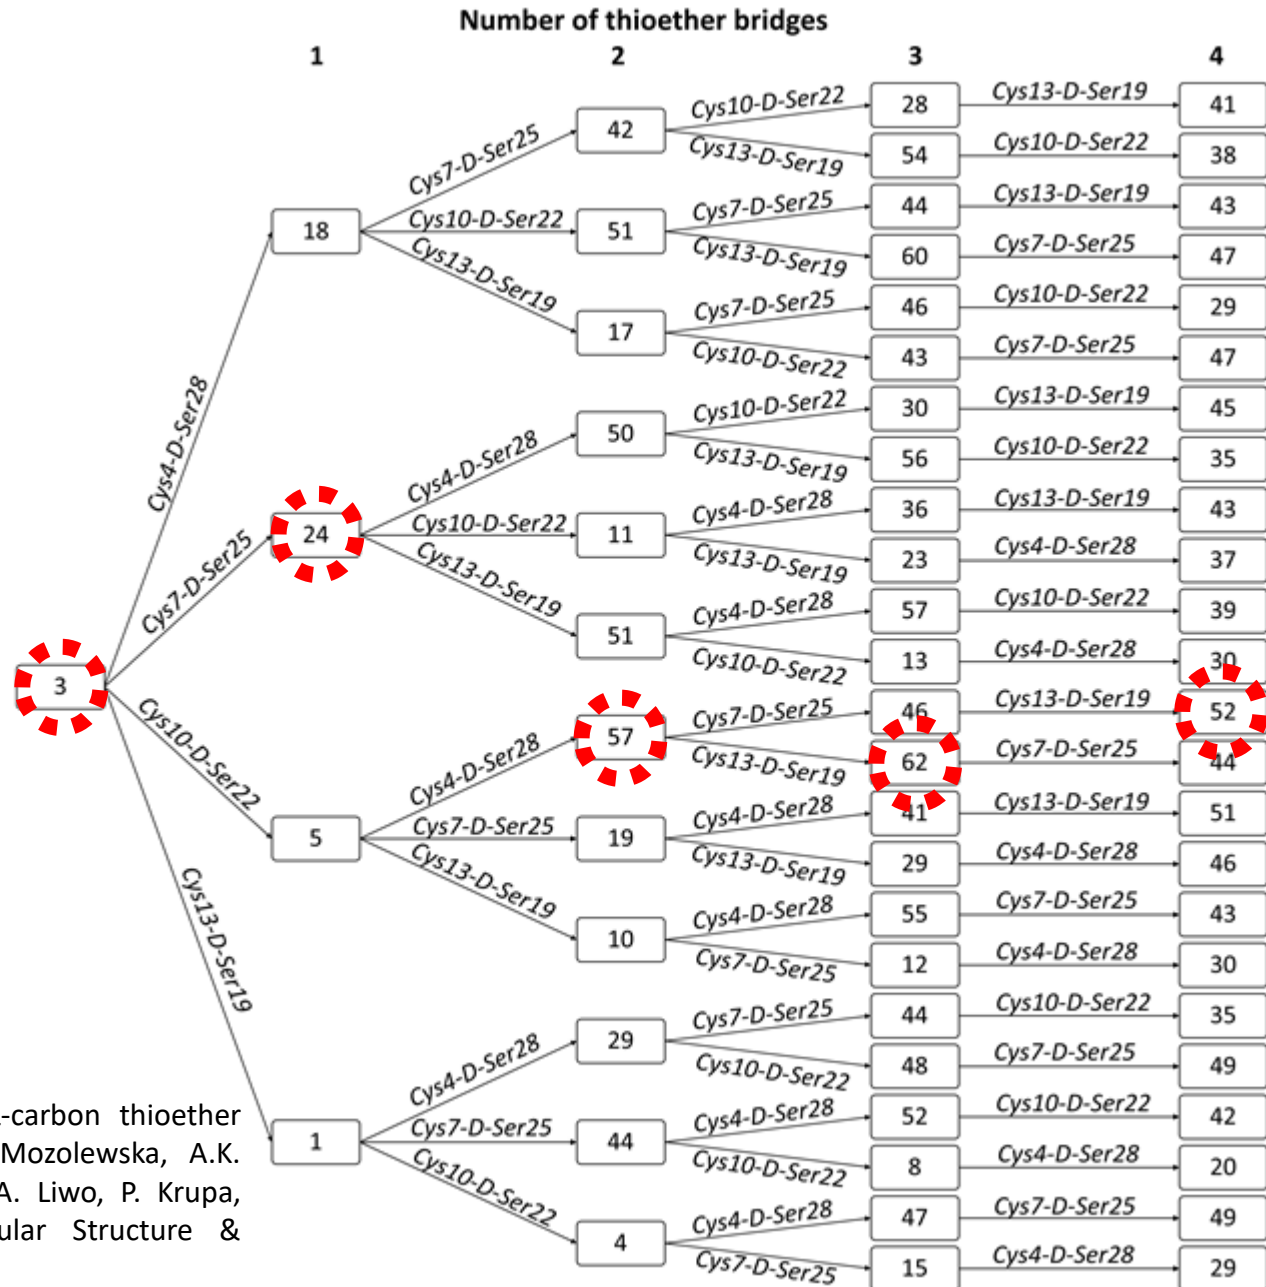 Number of thioether bridges
1 2 3 4
Cys10-D-Ser22 28 Cys13-D-Ser19 41
Cys7-D-Ser25 42
Cys13-D-Ser19 54 Cys10-D-Ser22 38
Cys7-D-Ser25 44 Cys13-D-Ser19 43
18 Cys10-D-Ser22 51
Cys13-D-Ser19 60 Cys7-D-Ser25 47
Cys13-D-Ser19
Cys7-D-Ser25 46 Cys10-D-Ser22 29
17
Cys10-D-Ser22 43 Cys7-D-Ser25 47
Cys4-D-Ser28
Cys10-D-Ser22 30 Cys13-D-Ser19 45
Cys4-D-Ser28 50
Cys13-D-Ser19 56 Cys10-D-Ser22 35
Cys4-D-Ser28 36 Cys13-D-Ser19 43
24 Cys10-D-Ser22 11
Cys13-D-Ser19 23 Cys4-D-Ser28 37
Cys7-D-Ser25
Cys13-D-Ser19
Cys4-D-Ser28 57 Cys10-D-Ser22 39
51
Cys10-D-Ser22 13 Cys4-D-Ser28 30
3
Cys7-D-Ser25 46 Cys13-D-Ser19 52
Cys4-D-Ser28 57
Cys13-D-Ser19 62 Cys7-D-Ser25 44
Cys10-D-Ser22
Cys4-D-Ser28 41 Cys13-D-Ser19 51
5 Cys7-D-Ser25 19
Cys13-D-Ser19 29 Cys4-D-Ser28 46
Cys13-D-Ser19
Cys4-D-Ser28 55 Cys7-D-Ser25 43
10
Cys7-D-Ser25 12 Cys4-D-Ser28 30
Cys13-D-Ser19
Cys7-D-Ser25 44 Cys10-D-Ser22 35
Cys4-D-Ser28 29
Cys10-D-Ser22 48 Cys7-D-Ser25 49
Cys4-D-Ser28 52 Cys10-D-Ser22 42
1 Cys7-D-Ser25 44
Cys10-D-Ser22 8 Cys4-D-Ser28 20
Cys10-D-Ser22
Cys4-D-Ser28 47 Cys7-D-Ser25 49
4
Cys7-D-Ser25 15 Cys4-D-Ser28 29
-carbon thioether
Mozolewska, A.K.
A. Liwo, P. Krupa,
ular Structure &